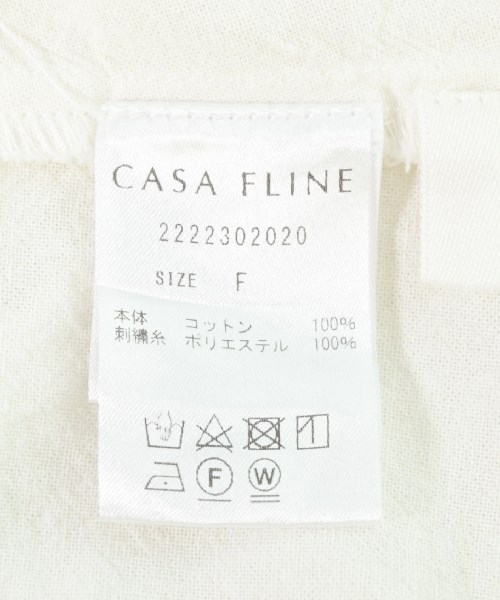 CASA FLINE
2222302020
SIZE F
本体 コットン 100%
刺繍糸 ポリエステル 100%
F W